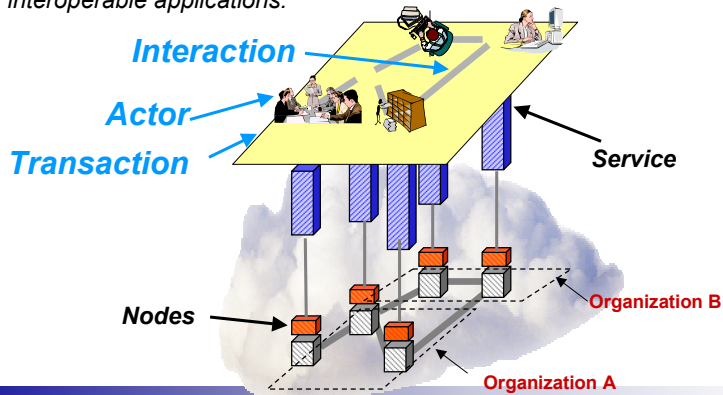 interoperable applications.
Interaction
Actor
Transaction
Service
Nodes
Organization B
Organization A